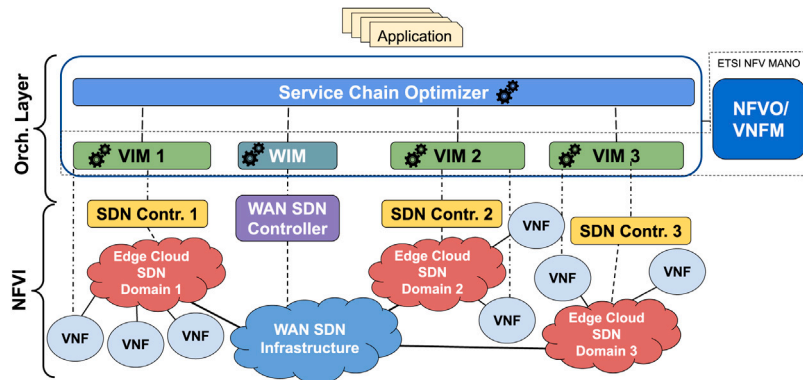 Application
ETSI NFV MANO
Orch. Layer
Service Chain Optimizer
NFVO/
VNFM
VIM 1
WIM
VIM 2
VIM 3
NFVI
SDN Contr. 1
WAN SDN
Controller
SDN Contr. 2
VNF
SDN Contr. 3
Edge Cloud
SDN
Domain 1
Edge Cloud
SDN
Domain 2
VNF
VNF
VNF
VNF
VNF
VNF
WAN SDN
Infrastructure
Edge Cloud
SDN
Domain 3